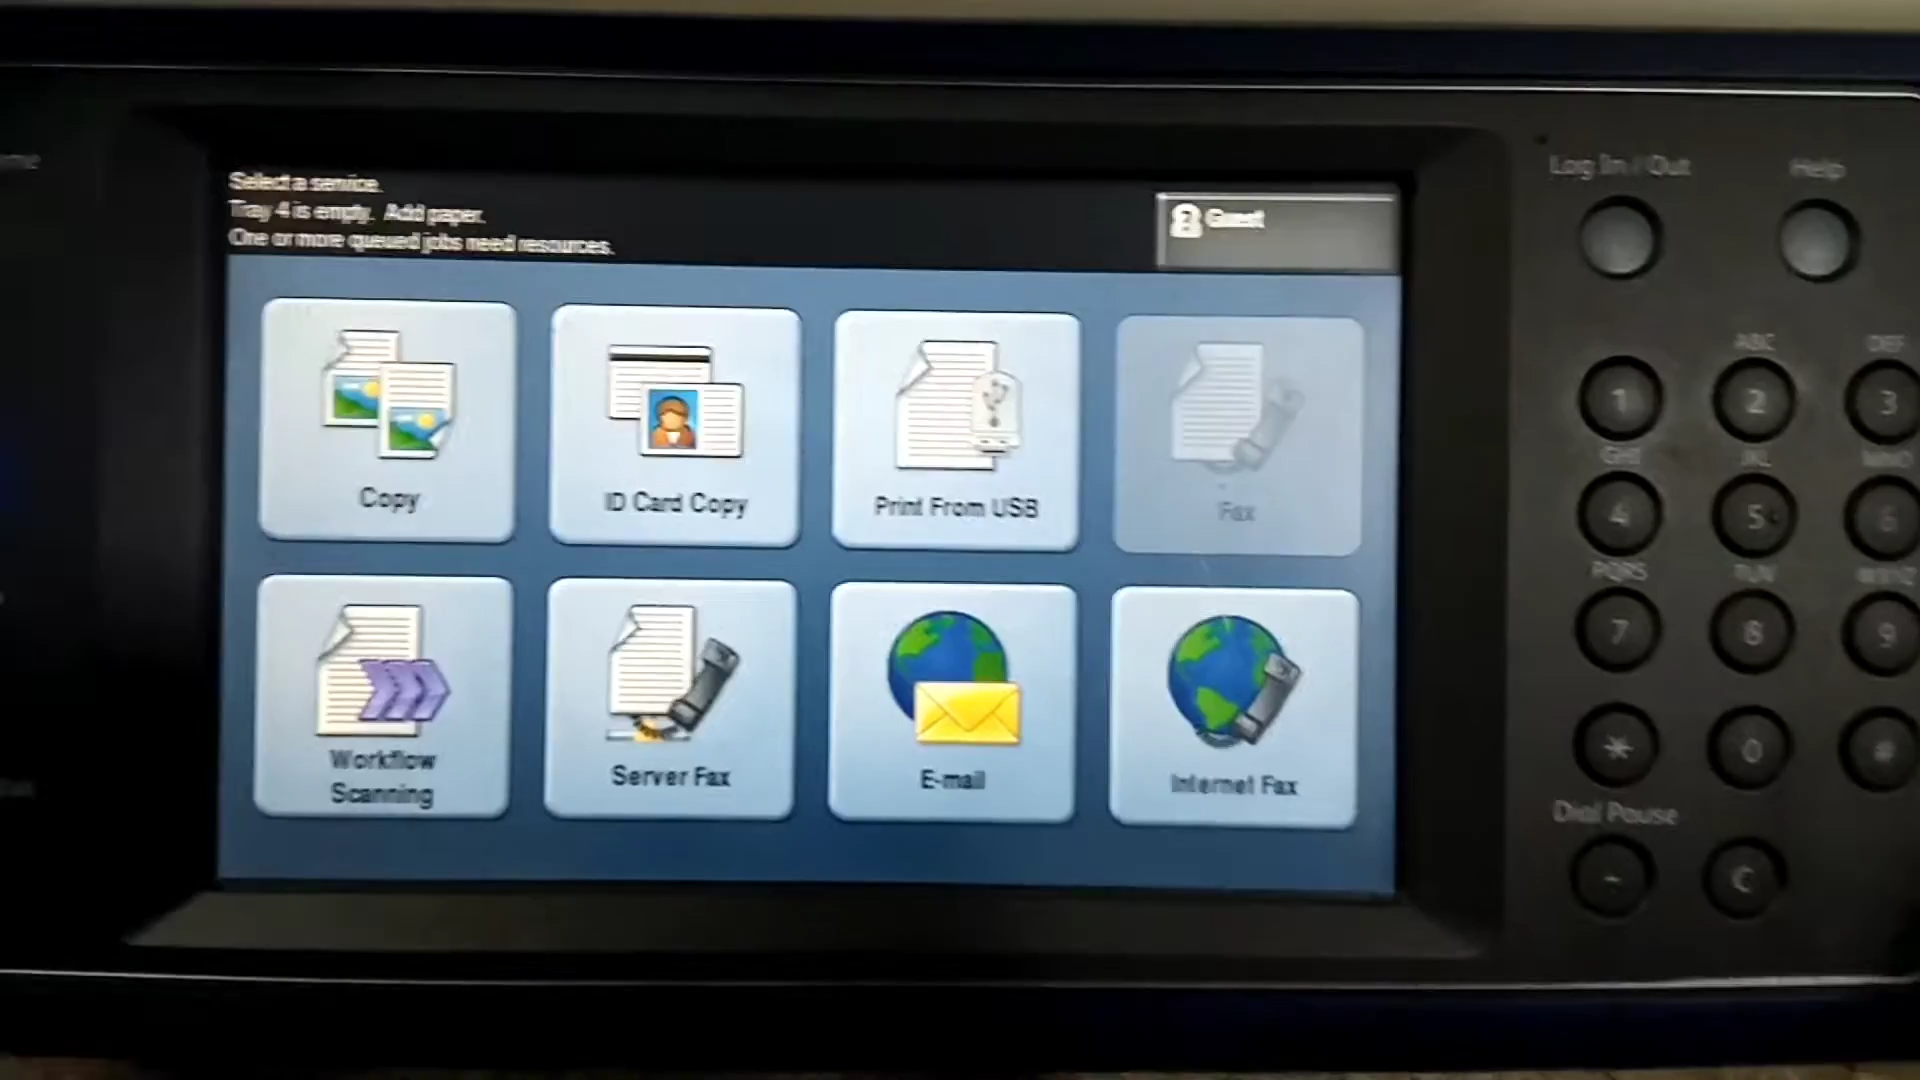 Log In / Out
Help
Select a service.
Tray 4 is empty. Add paper.
One or more queued jobs need resources.
Guest
Copy
ID Card Copy
Print From USB
Fax
Workflow
Scanning
Server Fax
E-mail
Internet Fax
ABC
DEF
1
2
3
GHI
JKL
MNO
4
5
6
PQRS
TUV
WXYZ
7
8
9
*
0
#
Dial Pause
-
C